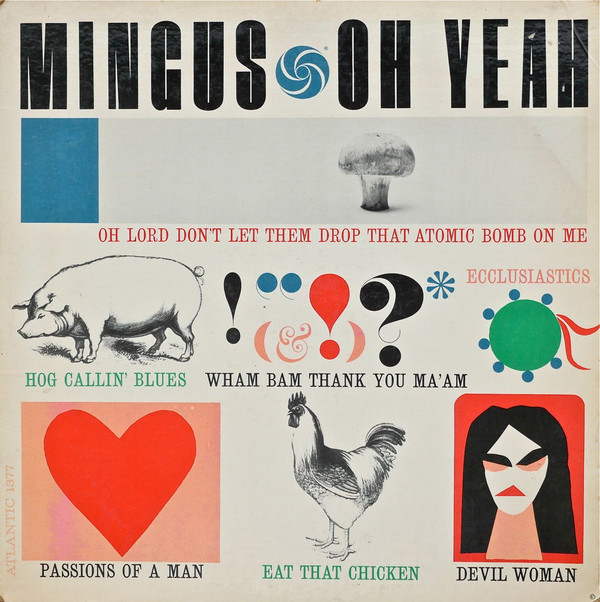 MINGUS OH YEAH
OH LORD DON'T LET THEM DROP THAT ATOMIC BOMB ON ME
ECCLUSIASTICS
! “ ” ! ? *
( & )
HOG CALLIN' BLUES
WHAM BAM THANK YOU MA'AM
ATLANTIC 1377
PASSIONS OF A MAN
EAT THAT CHICKEN
DEVIL WOMAN